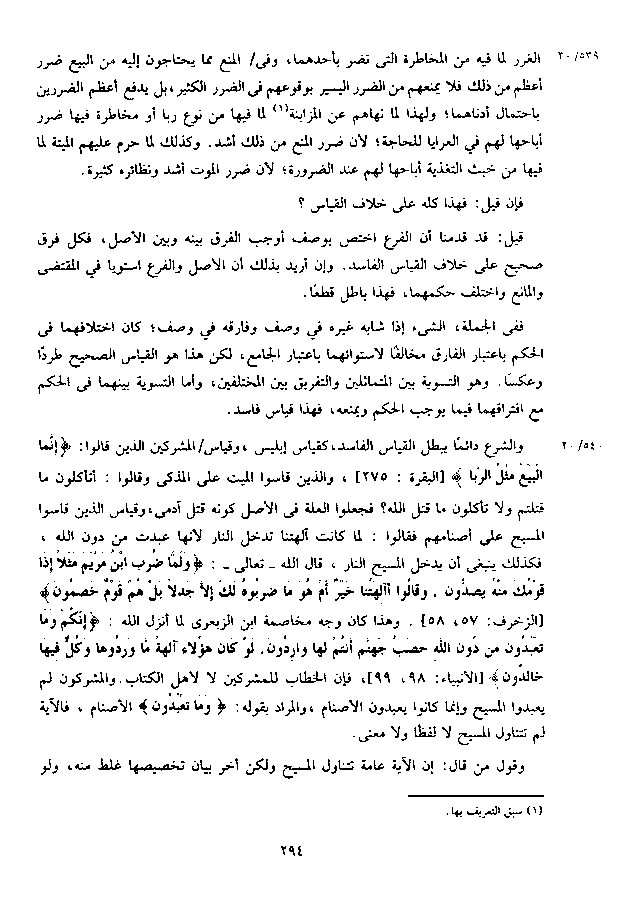 ٢٠/٥٣٩ الغرر لما فيه من المخاطرة التى تضر بأحدهما، وفى/ المنع مما يحتاجون إليه من البيع ضرر
أعظم من ذلك فلا يمنعهم من الضرر اليسير بوقوعهم فى الضرر الكثير، بل يدفع أعظم الضررين
باحتمال أدناهما؛ ولهذا لما نهاهم عن المزابنة(١) لما فيها من نوع ربا أو مخاطرة فيها ضرر
أباحها لهم في العرايا للحاجة؛ لأن ضرر المنع من ذلك أشد. وكذلك لما حرم عليهم الميتة لما
فيها من خبث التغذية أباحها لهم عند الضرورة؛ لأن ضرر الموت أشد ونظائره كثيرة.
فإن قيل: فهذا كله على خلاف القياس ؟
قيل: قد قدمنا أن الفرع اختص بوصف أوجب الفرق بينه وبين الأصل، فكل فرق
صحيح على خلاف القياس الفاسد. وإن أريد بذلك أن الأصل والفرع استويا في المقتضى
والمانع واختلف حكمهما، فهذا باطل قطعًا.
ففى الجملة، الشىء إذا شابه غيره في وصف وفارقه في وصف؛ كان اختلافهما فى
الحكم باعتبار الفارق مخالفًا لاستوائهما باعتبار الجامع، لكن هذا هو القياس الصحيح طردًا
وعكسًا. وهو التسوية بين المتماثلين والتفريق بين المختلفين، وأما التسوية بينهما فى الحكم
مع افتراقهما فيما يوجب الحكم ويمنعه، فهذا قياس فاسد.
٢٠/٥٤٠ والشرع دائمًا يبطل القياس الفاسد، كقياس إبليس ،وقياس/المشركين الذين قالوا: ﴿إِنَّمَا
الْبَيْعُ مِثْلُ الرِّبَا ﴾ [البقرة : ٢٧٥] ، والذين قاسوا الميت على المذكى وقالوا : أتأكلون ما
قتلتم ولا تأكلون ما قتل الله؟ فجعلوا العلة فى الأصل كونه قتل آدمى،وقياس الذين قاسوا
المسيح على أصنامهم فقالوا : لما كانت آلهتنا تدخل النار لأنها عبدت من دون الله ،
فكذلك ينبغى أن يدخل المسيح النار ، قال الله ـ تعالى ـ : ﴿وَلَمَّا ضُرِبَ ابْنُ مَرْيَمَ مَثَلاً إِذَا
قَوْمُكَ مِنْهُ يَصِدُّونَ . وَقَالُوا أَآلِهَتُنَا خَيْرٌ أَمْ هُوَ مَا ضَرَبُوهُ لَكَ إِلاَّ جَدَلاً بَلْ هُمْ قَوْمٌ خَصِمُونَ﴾
[الزخرف: ٥٧، ٥٨] . وهذا كان وجه مخاصمة ابن الزبعرى لما أنزل الله : ﴿إِنَّكُمْ وَمَا
تَعْبُدُونَ مِن دُونِ اللَّهِ حَصَبُ جَهَنَّمَ أَنتُمْ لَهَا وَارِدُونَ. لَوْ كَانَ هَؤُلاءِ آلِهَةً مَّا وَرَدُوهَا وَكُلٌّ فِيهَا
خَالِدُونَ﴾ [الأنبياء: ٩٨، ٩٩]، فإن الخطاب للمشركين لا لأهل الكتاب.والمشركون لم
يعبدوا المسيح وإنما كانوا يعبدون الأصنام ،والمراد بقوله: ﴿ وَمَا تَعْبُدُونَ﴾ الأصنام ، فالآية
لم تتناول المسيح لا لفظًا ولا معنى.
وقول من قال: إن الآية عامة تتناول المسيح ولكن أخر بيان تخصيصها غلط منه، ولو
(١) سبق التعريف بها.
٢٩٤